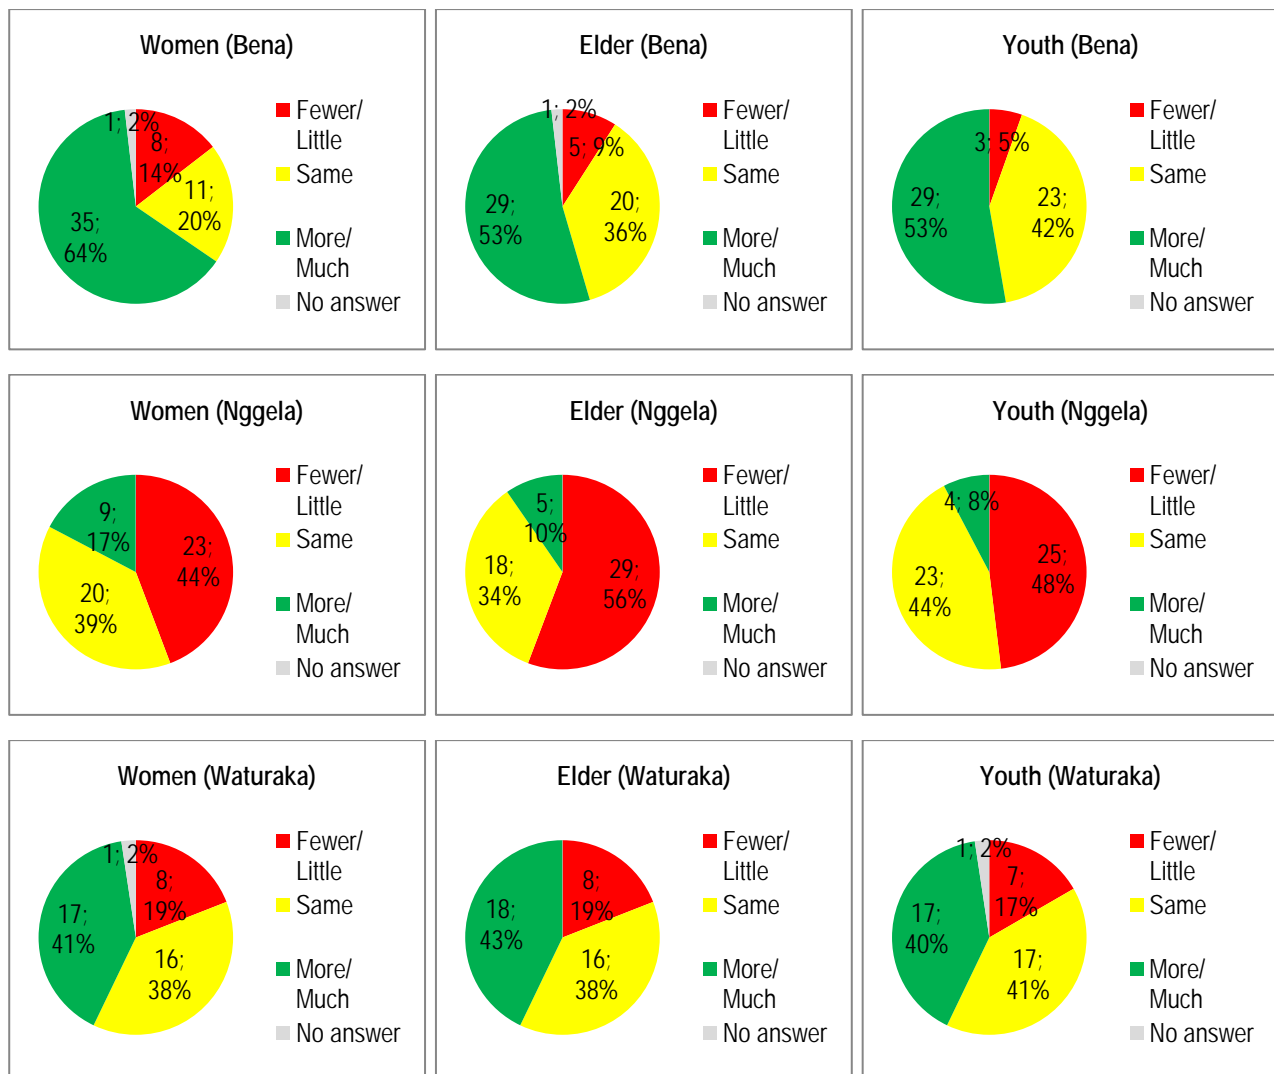 Women (Bena)
1; 2%
8;
14%
11;
20%
35;
64%
Fewer/
Little
Same
More/
Much
No answer
Elder (Bena)
1; 2%
5; 9%
20;
36%
29;
53%
Fewer/
Little
Same
More/
Much
No answer
Youth (Bena)
3; 5%
23;
42%
29;
53%
Fewer/
Little
Same
More/
Much
No answer
Women (Nggela)
9;
17%
23;
44%
20;
39%
Fewer/
Little
Same
More/
Much
No answer
Elder (Nggela)
5;
10%
18;
34%
29;
56%
Fewer/
Little
Same
More/
Much
No answer
Youth (Nggela)
4; 8%
25;
48%
23;
44%
Fewer/
Little
Same
More/
Much
No answer
Women (Waturaka)
1; 2%
8;
19%
17;
41%
16;
38%
Fewer/
Little
Same
More/
Much
No answer
Elder (Waturaka)
8;
19%
18;
43%
16;
38%
Fewer/
Little
Same
More/
Much
No answer
Youth (Waturaka)
1; 2%
7;
17%
17;
40%
17;
41%
Fewer/
Little
Same
More/
Much
No answer